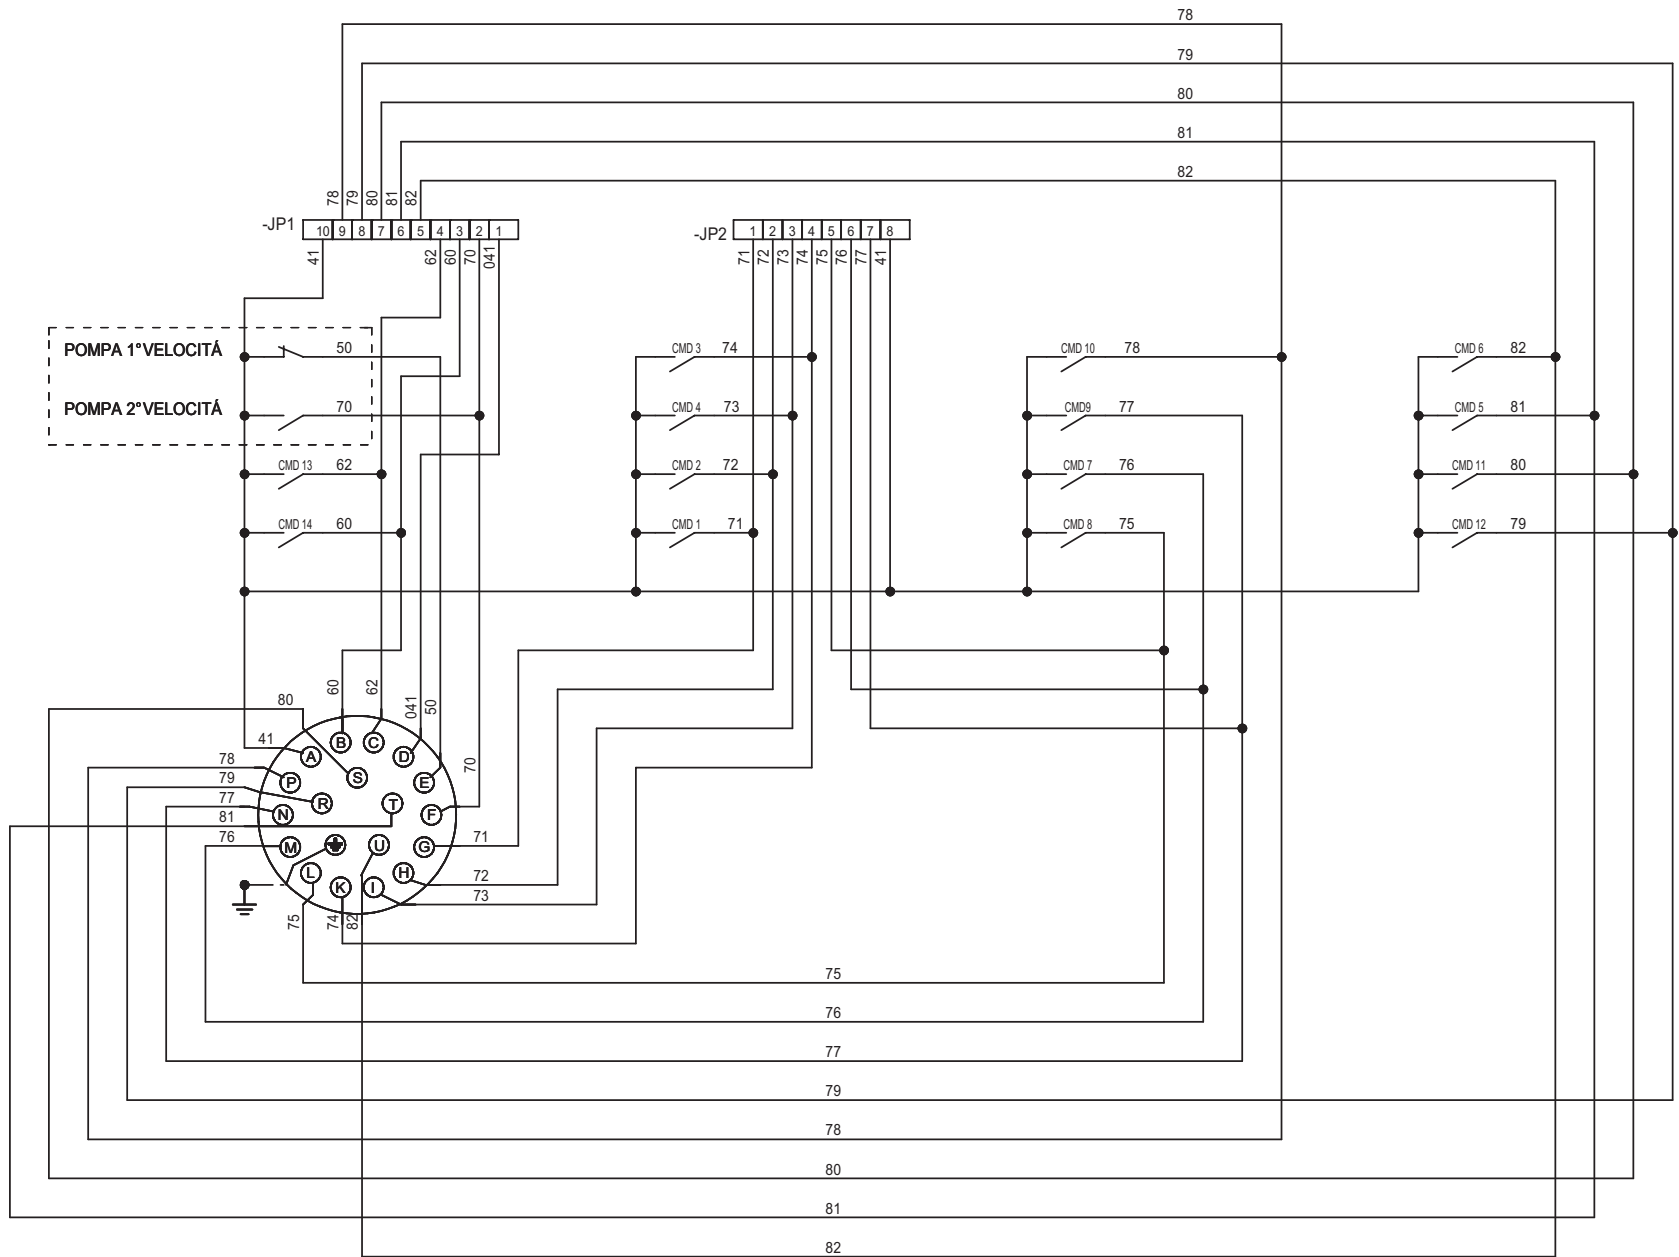 78
79
80
81
82
78 79 80 81 82
-JP1 10 9 8 7 6 5 4 3 2 1
-JP2 1 2 3 4 5 6 7 8
41 62 60 70 041
71 72 73 74 75 76 77 41
POMPA 1°VELOCITÁ 50
CMD 3 74
CMD 10 78
CMD 6 82
POMPA 2°VELOCITÁ 70
CMD 4 73
CMD9 77
CMD 5 81
CMD 13 62
CMD 2 72
CMD 7 76
CMD 11 80
CMD 14 60
CMD 1 71
CMD 8 75
CMD 12 79
80 60 62 041 50
41 A B C D
78 P S E 70
79 R T
77 N F
81
76 M U G 71
L H 72
K I 73
75 74 82
75
76
77
79
78
80
81
82